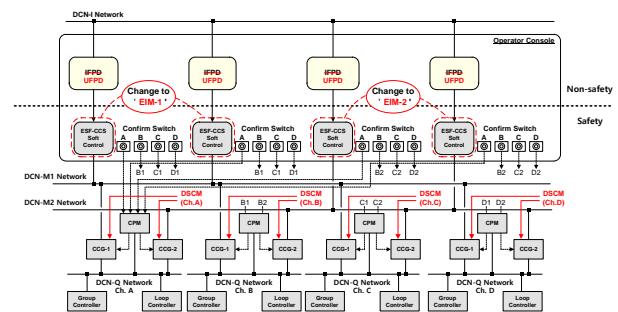 DCN-I Network
Operator Console
IFPD
UFPD
IFPD
UFPD
IFPD
UFPD
IFPD
UFPD
Change to
' EIM-1 '
Change to
' EIM-2 '
Non-safety
Safety
ESF-CCS
Soft
Control
Confirm Switch
A B C D
ESF-CCS
Soft
Control
Confirm Switch
A B C D
ESF-CCS
Soft
Control
Confirm Switch
A B C D
ESF-CCS
Soft
Control
Confirm Switch
A B C D
B1 C1 D1
B1 C1 D1
B2 C2 D2
B2 C2 D2
DCN-M1 Network
DCN-M2 Network
DSCM
(Ch.A)
DSCM
(Ch.B)
DSCM
(Ch.C)
DSCM
(Ch.D)
B1 B2
C1 C2
D1 D2
CPM
CPM
CPM
CPM
CCG-1
CCG-2
CCG-1
CCG-2
CCG-1
CCG-2
CCG-1
CCG-2
DCN-Q Network
Ch. A
DCN-Q Network
Ch. B
DCN-Q Network
Ch. C
DCN-Q Network
Ch. D
Group
Controller
Loop
Controller
Group
Controller
Loop
Controller
Group
Controller
Loop
Controller
Group
Controller
Loop
Controller